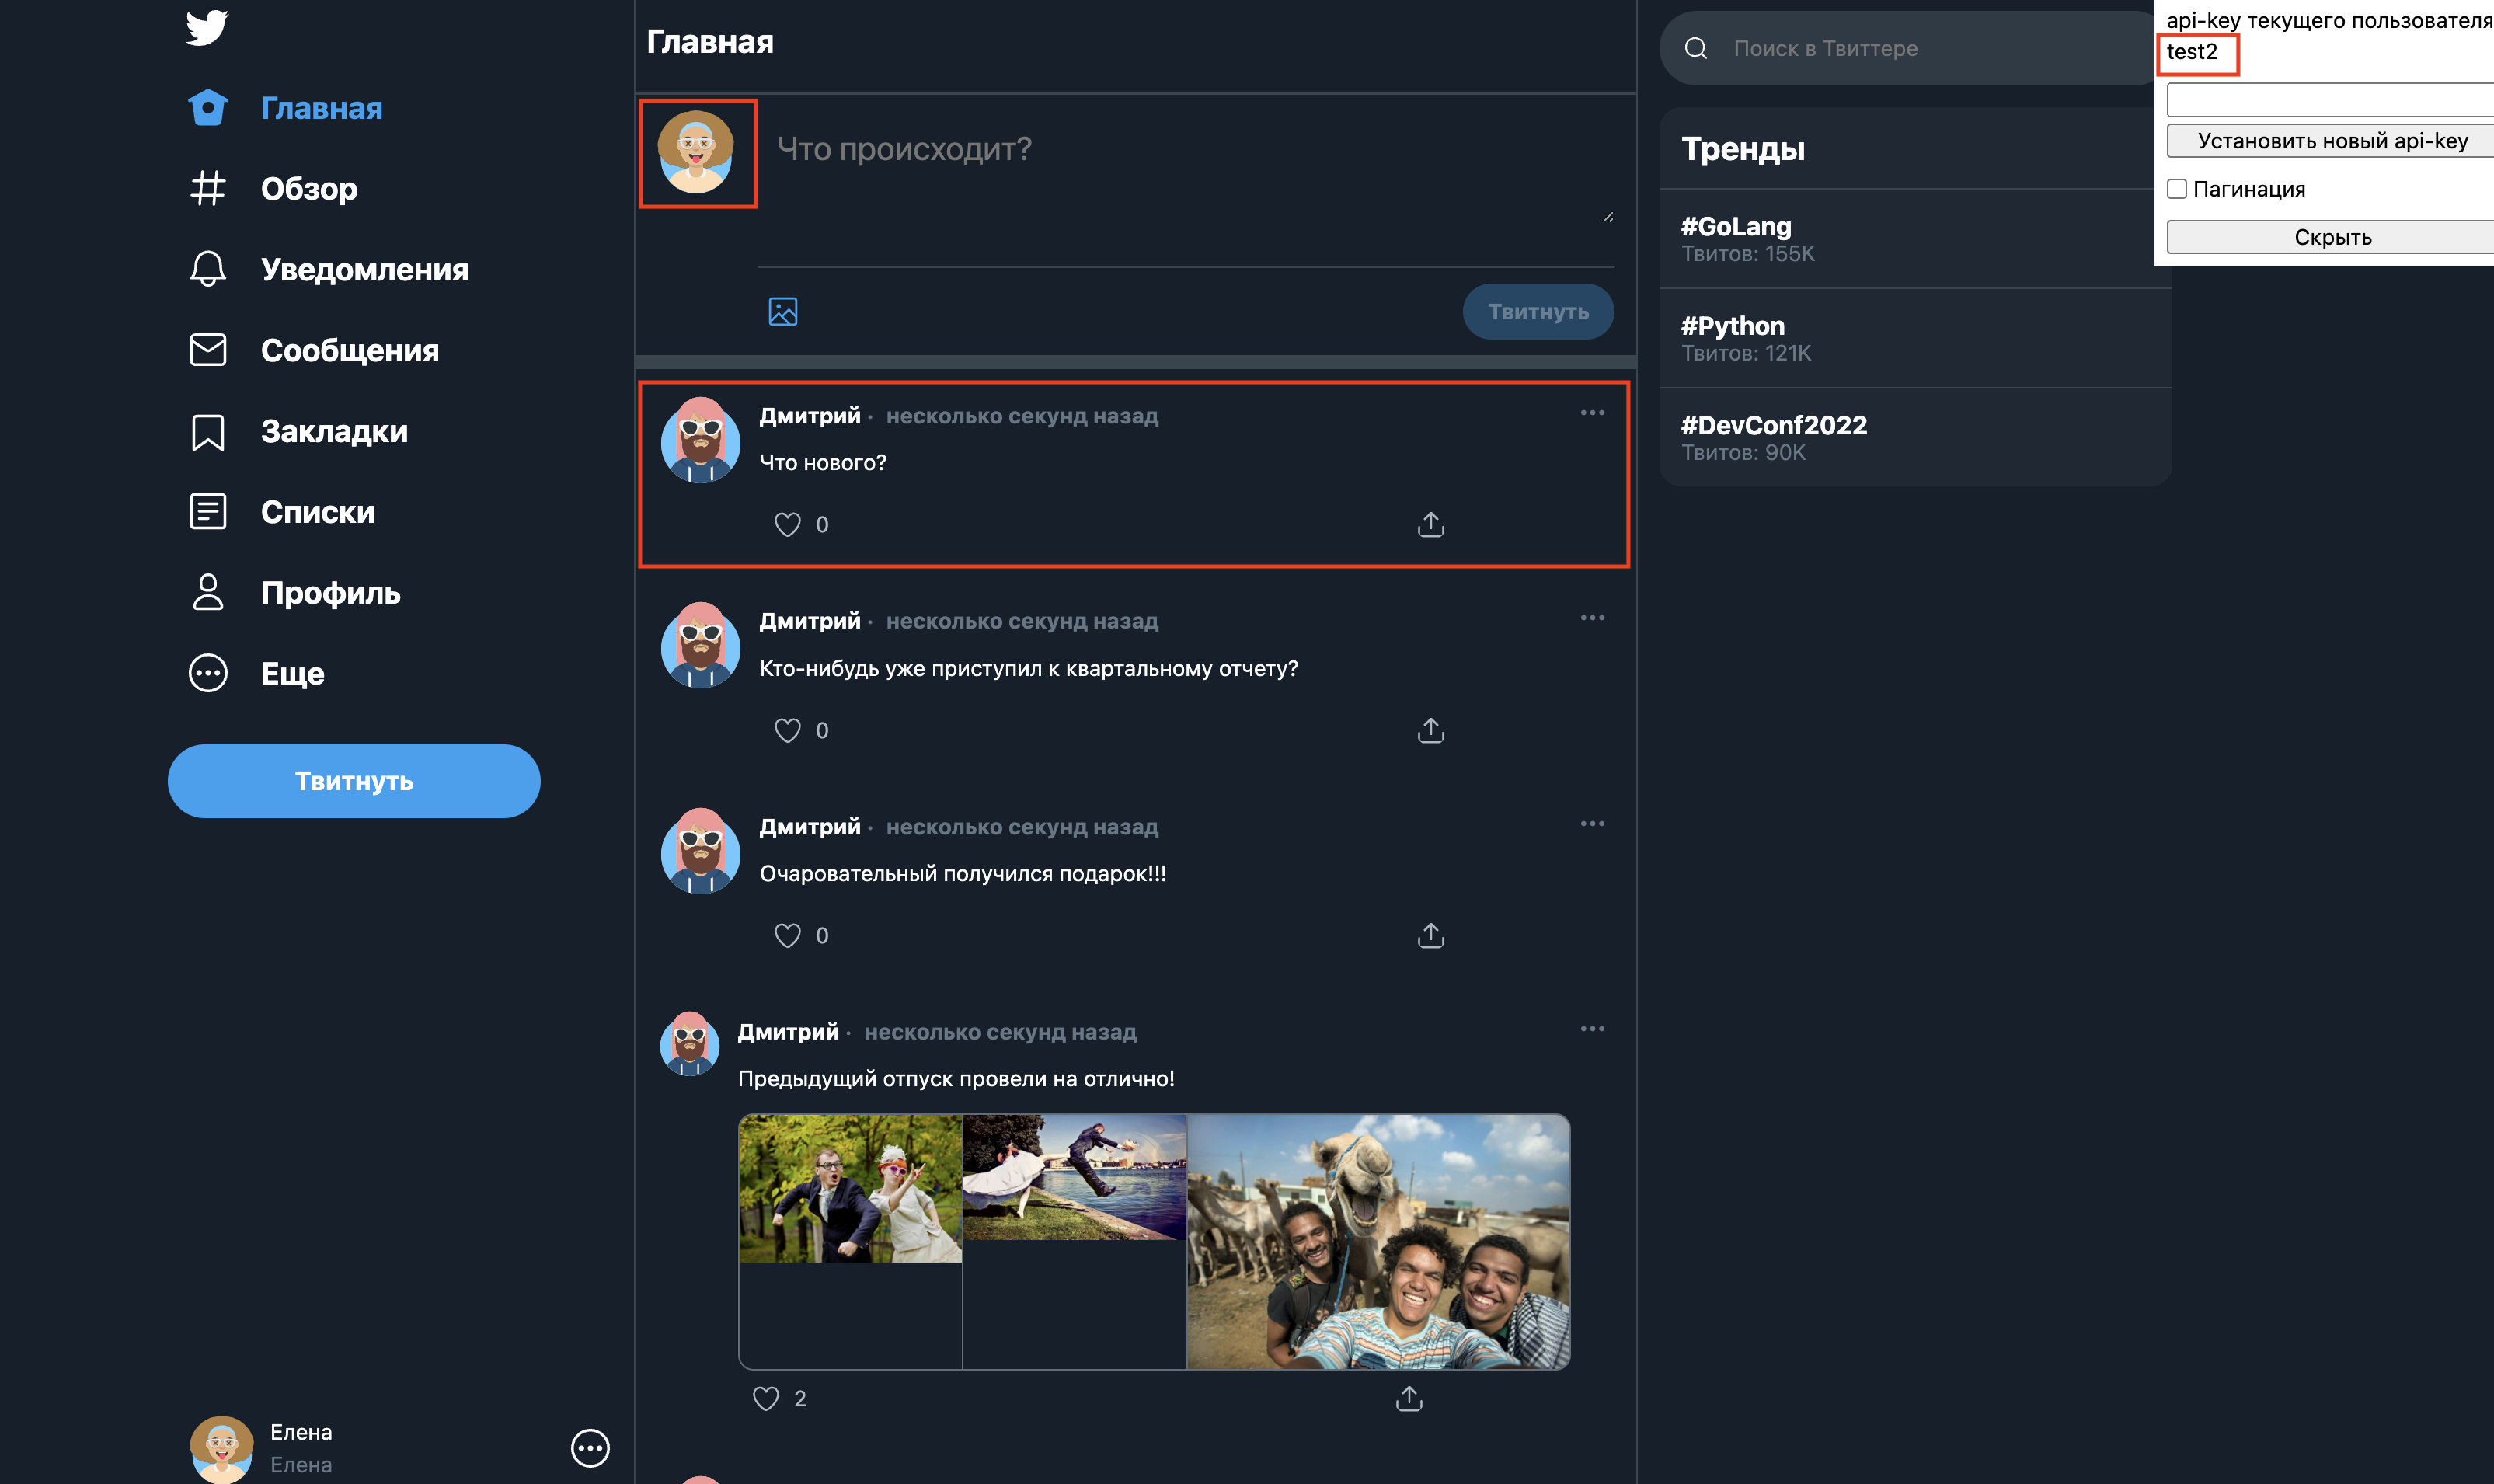 Главная
Обзор
Уведомления
Сообщения
Закладки
Списки
Профиль
Еще
Твитнуть
Елена
Елена
Главная
Что происходит?
Твитнуть
Дмитрий · несколько секунд назад
Что нового?
0
Дмитрий · несколько секунд назад
Кто-нибудь уже приступил к квартальному отчету?
0
Дмитрий · несколько секунд назад
Очаровательный получился подарок!!!
0
Дмитрий · несколько секунд назад
Предыдущий отпуск провели на отлично!
2
Поиск в Твиттере
Тренды
#GoLang
Твитов: 155K
#Python
Твитов: 121K
#DevConf2022
Твитов: 90K
api-key текущего пользователя
test2
Установить новый api-key
Пагинация
Скрыть